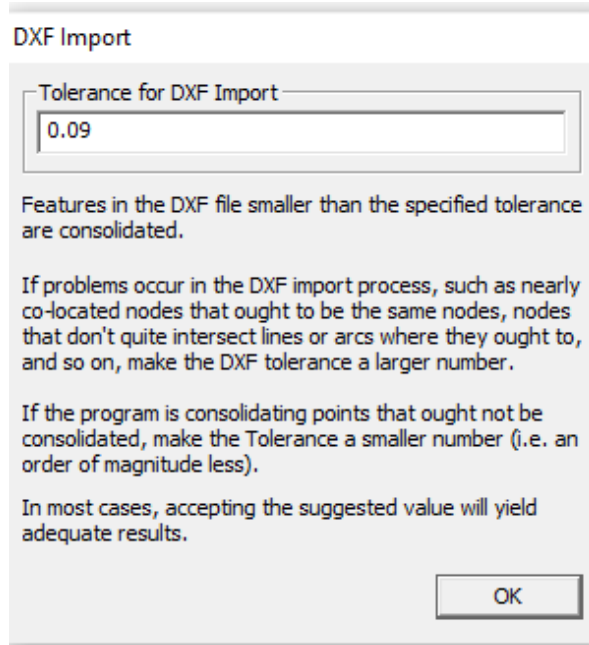 DXF Import
Tolerance for DXF Import
0.09
Features in the DXF file smaller than the specified tolerance
are consolidated.
If problems occur in the DXF import process, such as nearly
co-located nodes that ought to be the same nodes, nodes
that don't quite intersect lines or arcs where they ought to,
and so on, make the DXF tolerance a larger number.
If the program is consolidating points that ought not be
consolidated, make the Tolerance a smaller number (i.e. an
order of magnitude less).
In most cases, accepting the suggested value will yield
adequate results.
OK